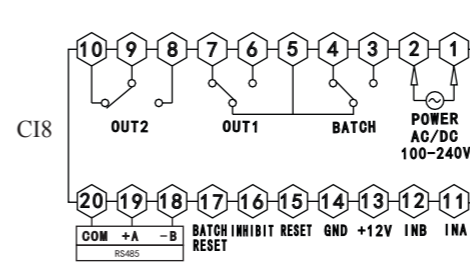 10 9 8 7 6 5 4 3 2 1
CI8
OUT2 OUT1 BATCH POWER
AC/DC
100-240V
20 19 18 17 16 15 14 13 12 11
COM +A -B BATCH INHIBIT RESET GND +12V INB INA
RESET
RS485